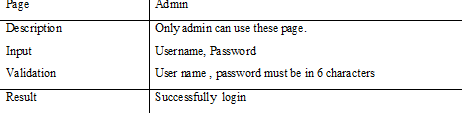 Page Admin
Description Only admin can use these page.
Input Username, Password
Validation User name , password must be in 6 characters
Result Successfully login